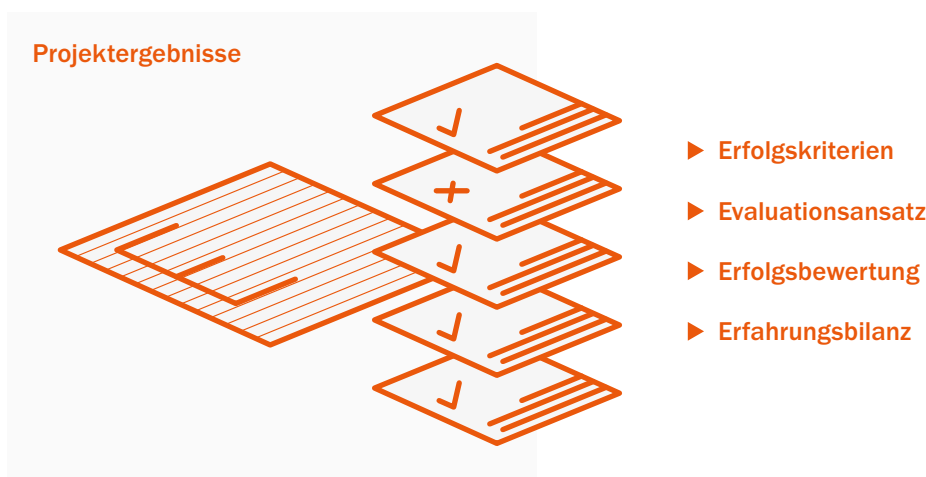 Projektergebnisse
Erfolgskriterien
Evaluationsansatz
Erfolgsbewertung
Erfahrungsbilanz